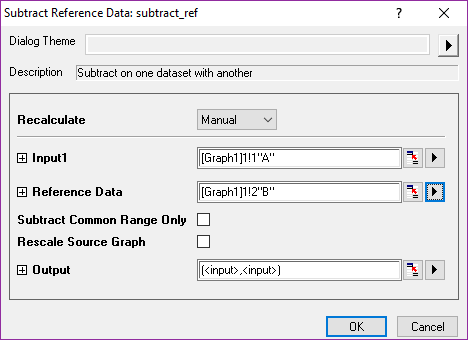 Subtract Reference Data: subtract_ref ? ×
Dialog Theme
Description Subtract on one dataset with another
Recalculate Manual
Input1 [Graph1]1!1"A"
Reference Data [Graph1]1!2"B"
Subtract Common Range Only
Rescale Source Graph
Output (<input>,<input>)
OK Cancel